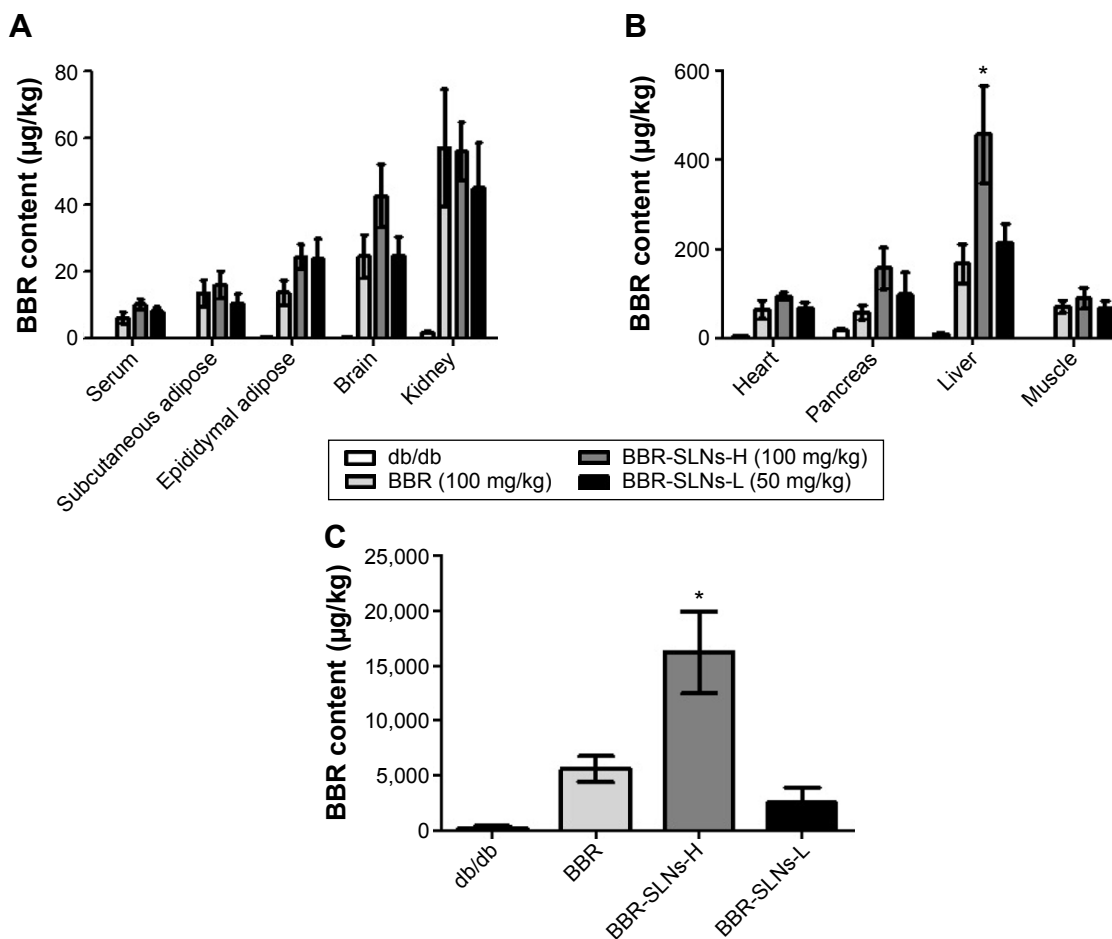 A
BBR content (µg/kg)
80
60
40
20
0
Serum
Subcutaneous adipose
Epididymal adipose
Brain
Kidney
B
BBR content (µg/kg)
600
400
200
0
*
Heart
Pancreas
Liver
Muscle
db/db
BBR (100 mg/kg)
BBR-SLNs-H (100 mg/kg)
BBR-SLNs-L (50 mg/kg)
C
BBR content (µg/kg)
25,000
20,000
15,000
10,000
5,000
0
*
db/db
BBR
BBR-SLNs-H
BBR-SLNs-L